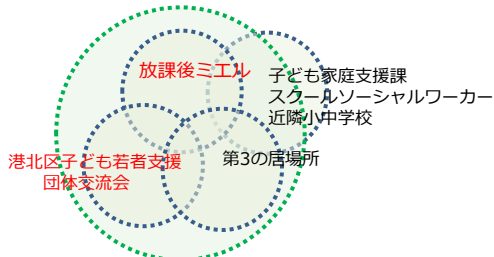 放課後ミエル
子ども家庭支援課
スクールソーシャルワーカー
近隣小中学校
港北区子ども若者支援
団体交流会
第3の居場所